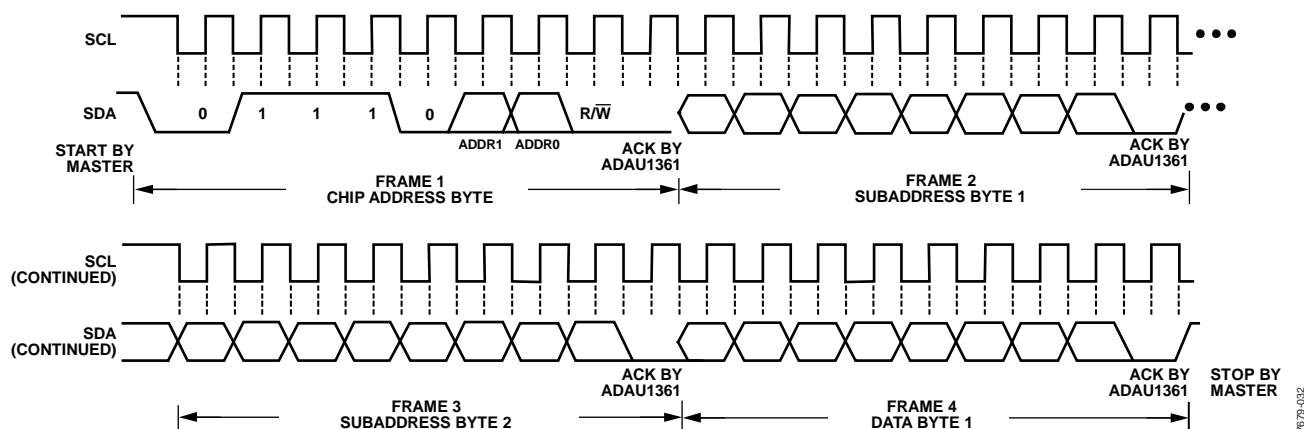 SCL
SDA
0 1 1 1 0 R/W̅
ADDR1 ADDR0
START BY
MASTER
ACK BY
ADAU1361
ACK BY
ADAU1361
FRAME 1
CHIP ADDRESS BYTE
FRAME 2
SUBADDRESS BYTE 1
SCL
(CONTINUED)
SDA
(CONTINUED)
ACK BY
ADAU1361
ACK BY
ADAU1361
STOP BY
MASTER
FRAME 3
SUBADDRESS BYTE 2
FRAME 4
DATA BYTE 1
7679-032